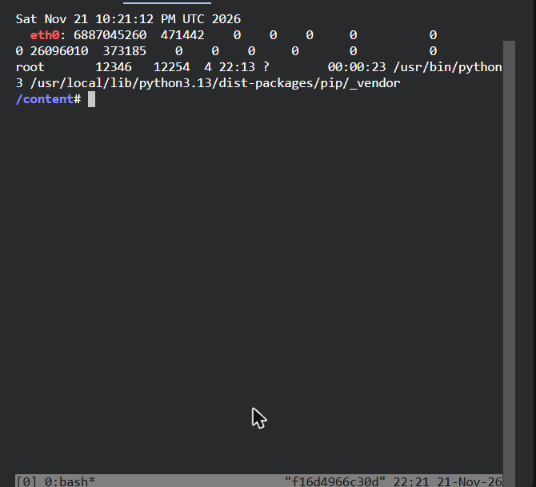 Sat Nov 21 10:21:12 PM UTC 2026
  eth0: 6887045260  471442    0    0    0     0          0
0 26096010  373185    0    0    0     0       0          0
root       12346   12254  4 22:13 ?        00:00:23 /usr/bin/python
3 /usr/local/lib/python3.13/dist-packages/pip/_vendor
/content#
[0] 0:bash*                          "f16d4966c30d" 22:21 21-Nov-26